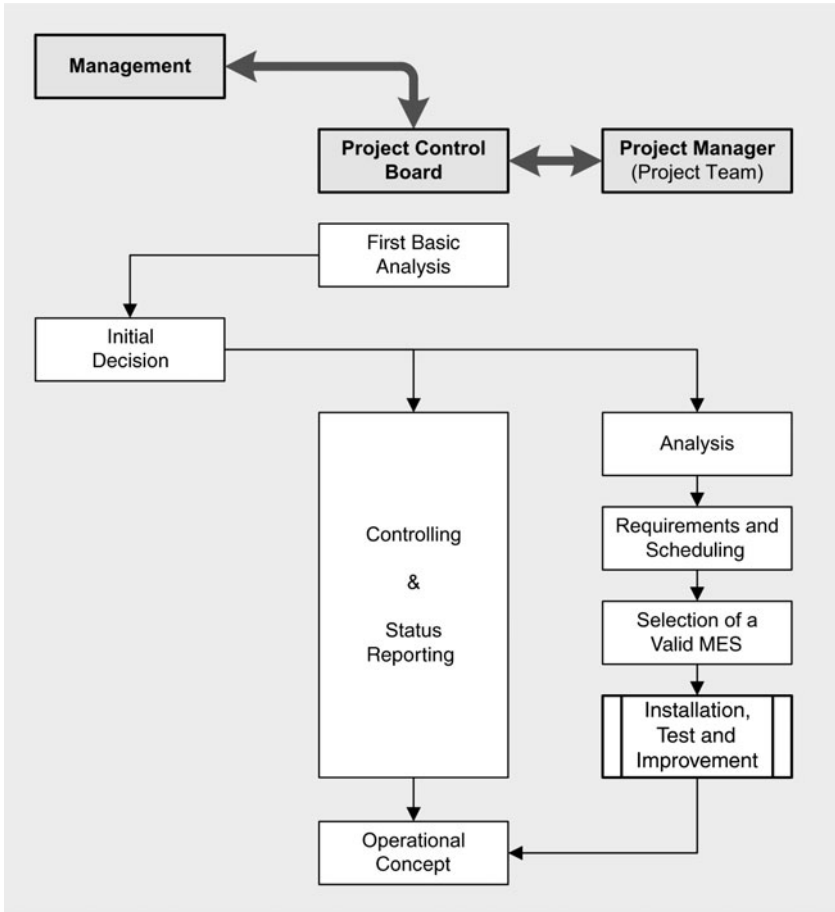 Management
Project Control
Board
Project Manager
(Project Team)
First Basic
Analysis
Initial
Decision
Controlling
&
Status
Reporting
Analysis
Requirements and
Scheduling
Selection of a
Valid MES
Installation,
Test and
Improvement
Operational
Concept